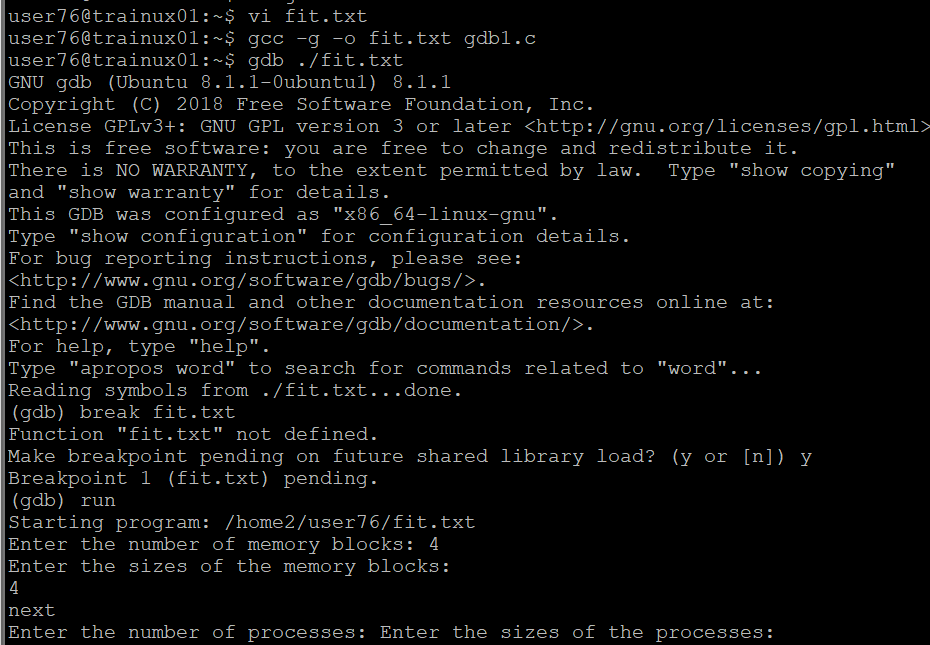 user76@trainux01:~$ vi fit.txt
user76@trainux01:~$ gcc -g -o fit.txt gdb1.c
user76@trainux01:~$ gdb ./fit.txt
GNU gdb (Ubuntu 8.1.1-0ubuntu1) 8.1.1
Copyright (C) 2018 Free Software Foundation, Inc.
License GPLv3+: GNU GPL version 3 or later <http://gnu.org/licenses/gpl.html>
This is free software: you are free to change and redistribute it.
There is NO WARRANTY, to the extent permitted by law.  Type "show copying"
and "show warranty" for details.
This GDB was configured as "x86_64-linux-gnu".
Type "show configuration" for configuration details.
For bug reporting instructions, please see:
<http://www.gnu.org/software/gdb/bugs/>.
Find the GDB manual and other documentation resources online at:
<http://www.gnu.org/software/gdb/documentation/>.
For help, type "help".
Type "apropos word" to search for commands related to "word"...
Reading symbols from ./fit.txt...done.
(gdb) break fit.txt
Function "fit.txt" not defined.
Make breakpoint pending on future shared library load? (y or [n]) y
Breakpoint 1 (fit.txt) pending.
(gdb) run
Starting program: /home2/user76/fit.txt
Enter the number of memory blocks: 4
Enter the sizes of the memory blocks:
4
next
Enter the number of processes: Enter the sizes of the processes: